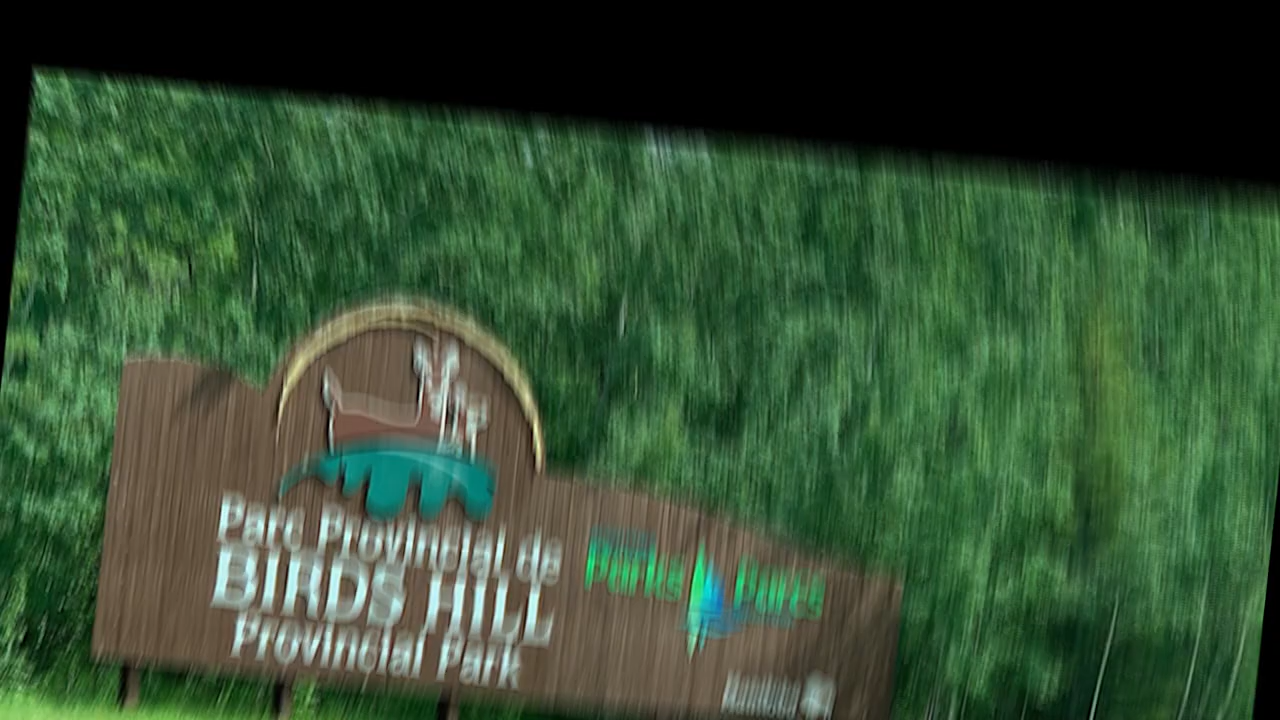 Parc Provincial de
BIRDS HILL
Provincial Park
Parks Parcs